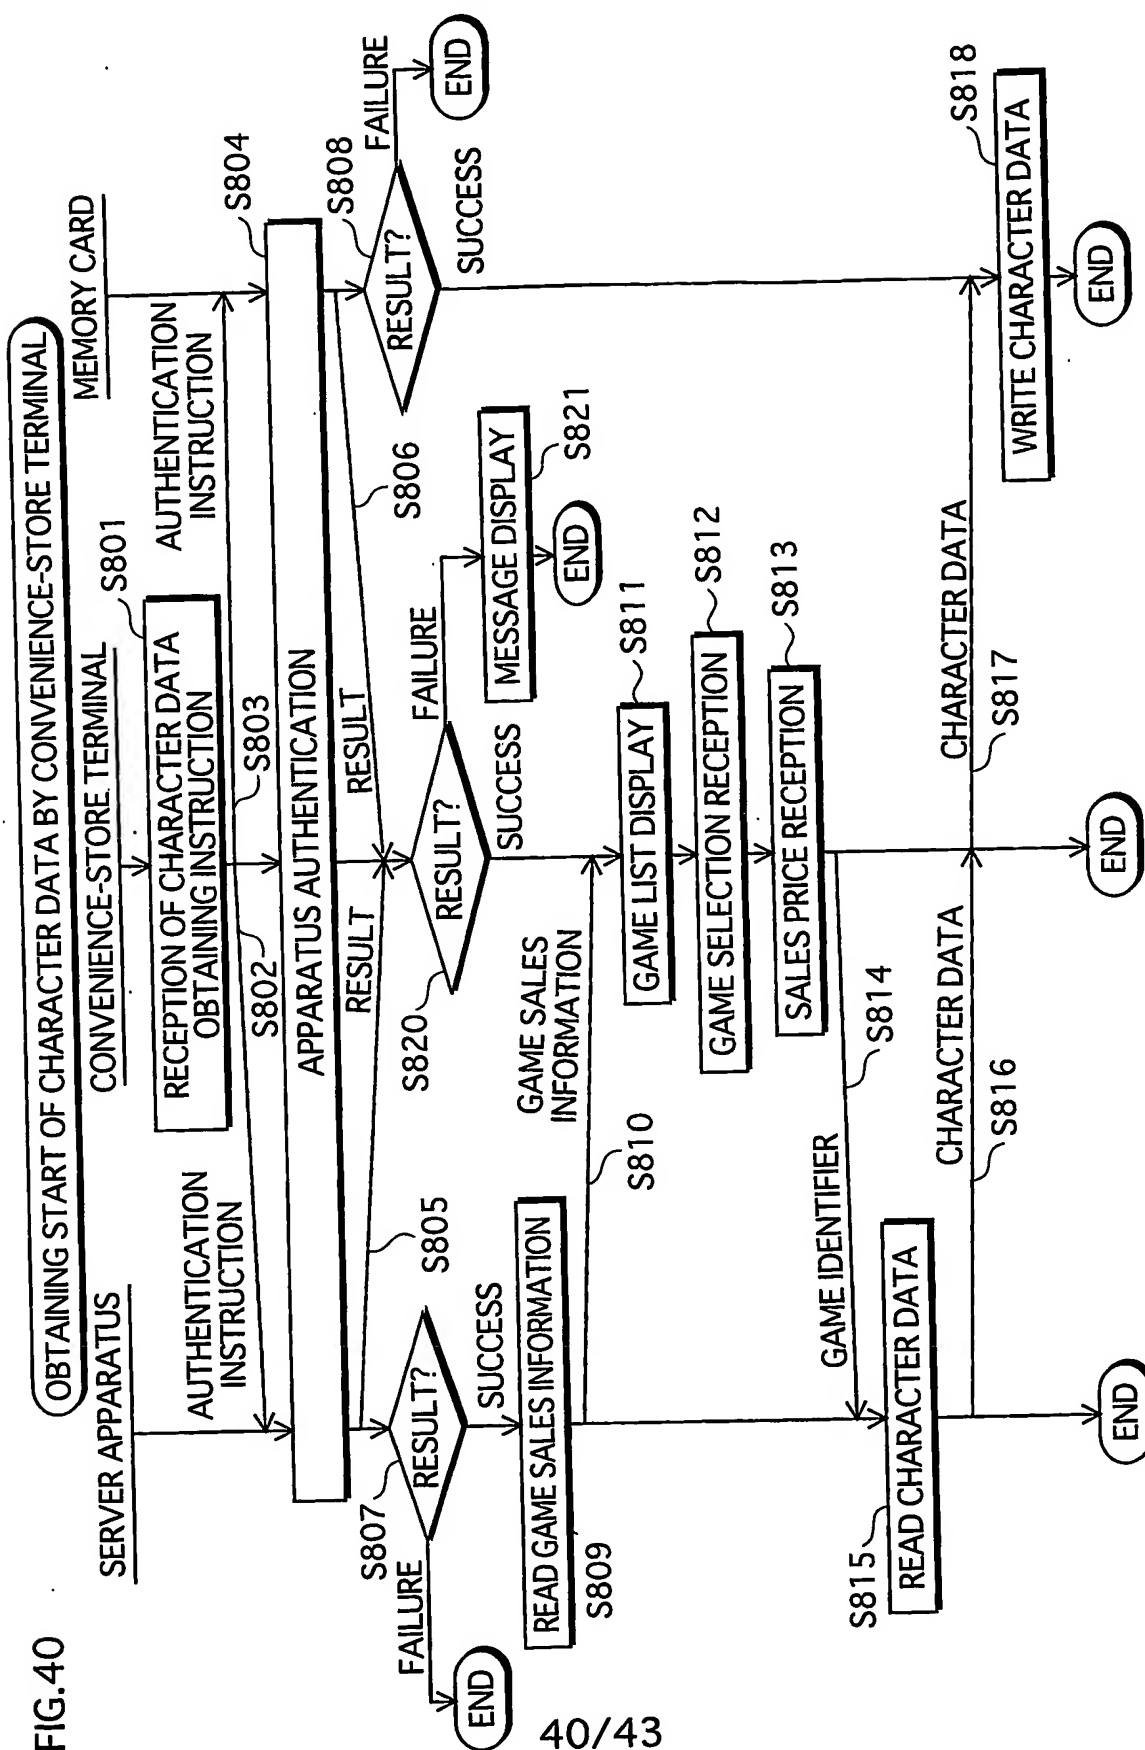 FIG.40
OBTAINING START OF CHARACTER DATA BY CONVENIENCE-STORE TERMINAL
SERVER APPARATUS
CONVENIENCE-STORE TERMINAL
MEMORY CARD
S801
RECEPTION OF CHARACTER DATA
OBTAINING INSTRUCTION
AUTHENTICATION
INSTRUCTION
AUTHENTICATION
INSTRUCTION
S802
S803
S804
APPARATUS AUTHENTICATION
RESULT
RESULT
S805
S806
S807
RESULT?
FAILURE
END
SUCCESS
S820
RESULT?
FAILURE
SUCCESS
MESSAGE DISPLAY
S821
END
S808
RESULT?
FAILURE
END
SUCCESS
READ GAME SALES INFORMATION
S809
GAME SALES
INFORMATION
S810
GAME LIST DISPLAY
S811
GAME SELECTION RECEPTION
S812
SALES PRICE RECEPTION
S813
GAME IDENTIFIER
S814
S815
READ CHARACTER DATA
CHARACTER DATA
S816
CHARACTER DATA
S817
S818
WRITE CHARACTER DATA
END
END
END
40/43